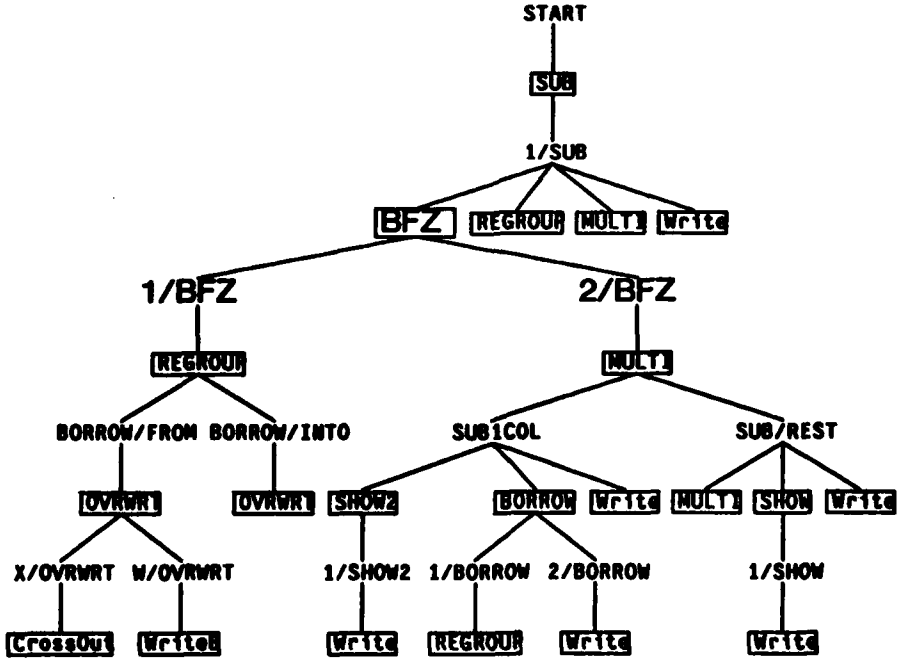 START
SUB
1/SUB
BFZ REGROUP MULTI Write
1/BFZ 2/BFZ
REGROUP MULTI
BORROW/FROM BORROW/INTO SUB1COL SUB/REST
OVRWRT OVRWRT SHOW2 BORROW Write MULTI SHOW Write
X/OVRWRT W/OVRWRT 1/SHOW2 1/BORROW 2/BORROW 1/SHOW
CrossOut Write REGROUP Write Write